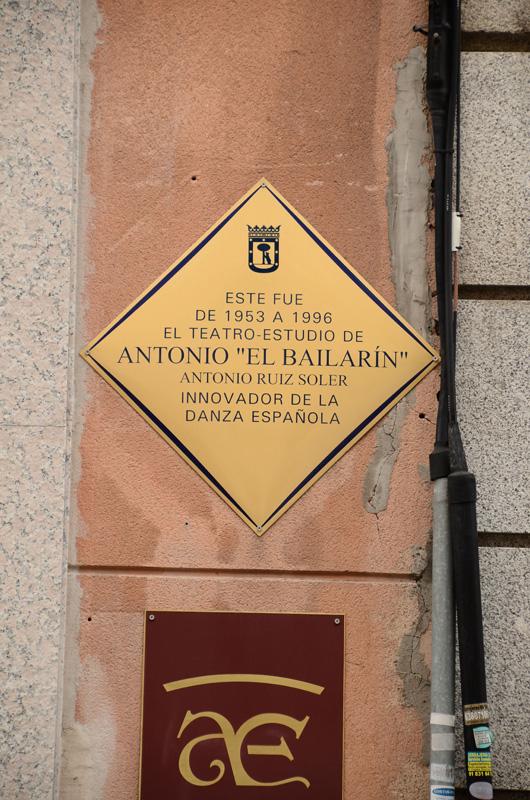 ESTE FUE
DE 1953 A 1996
EL TEATRO-ESTUDIO DE
ANTONIO "EL BAILARÍN"
ANTONIO RUIZ SOLER
INNOVADOR DE LA
DANZA ESPAÑOLA
AE